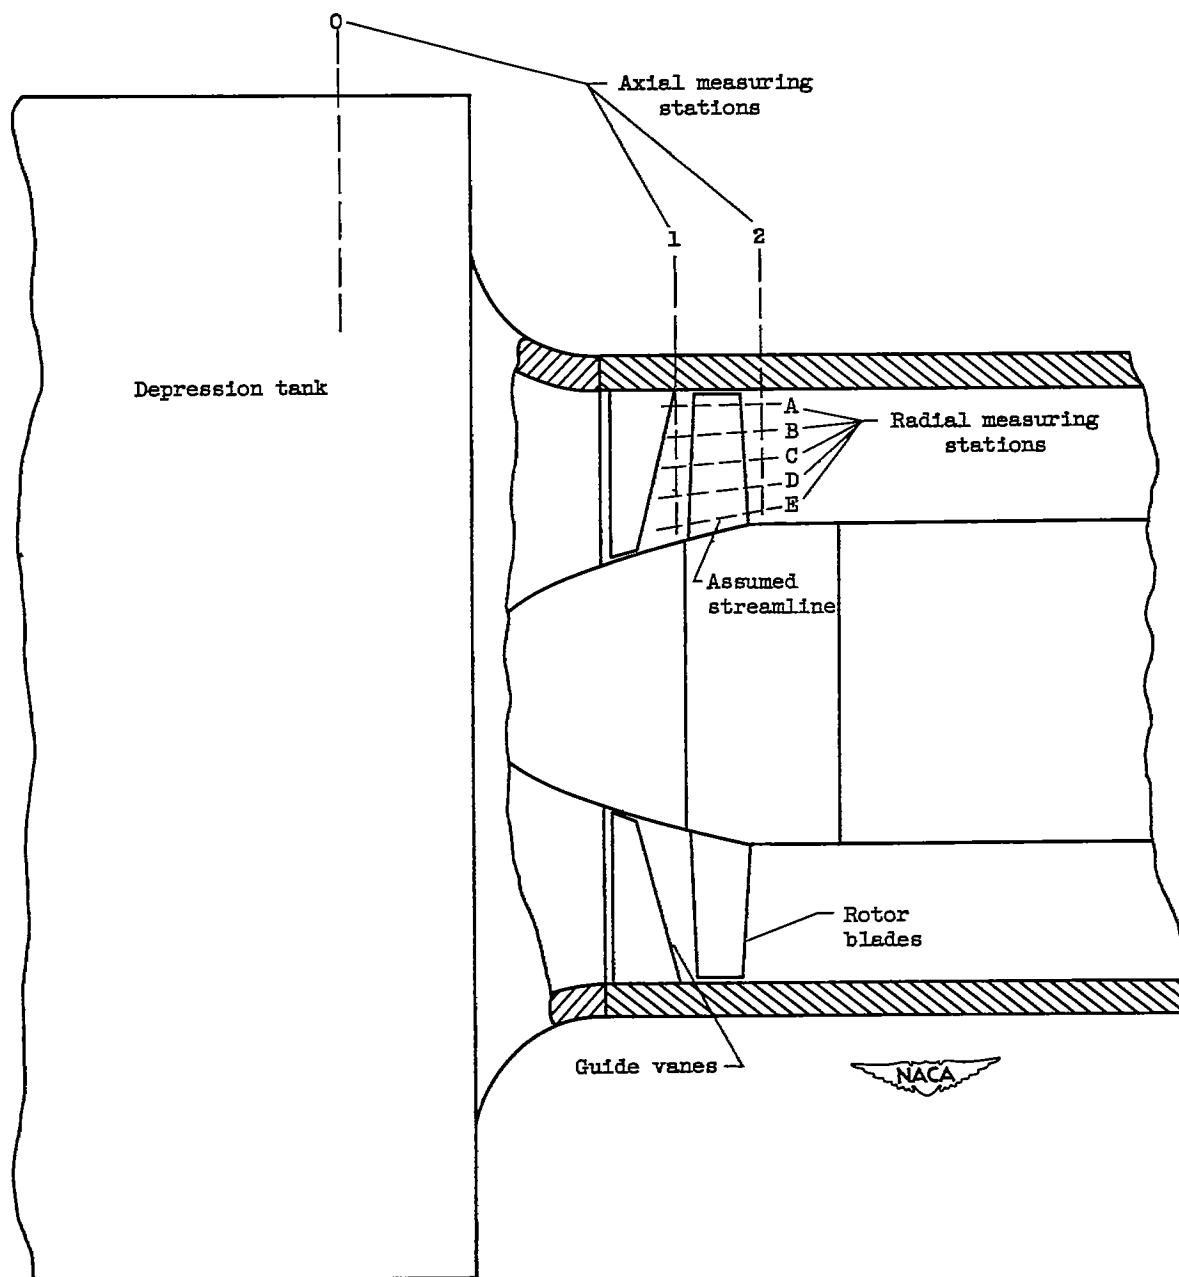 0
Axial measuring
stations
1
2
Depression tank
A
B
C
D
E
Radial measuring
stations
Assumed
streamline
Rotor
blades
Guide vanes
NACA